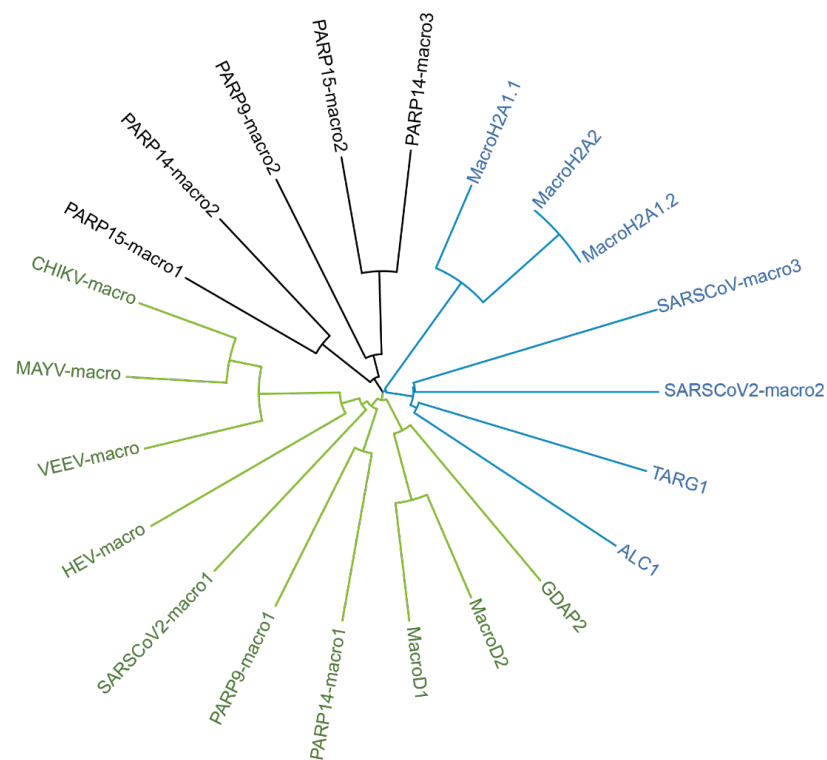 PARP14-macro3
PARP15-macro2
PARP9-macro2
PARP14-macro2
PARP15-macro1
CHIKV-macro
MAYV-macro
VEEV-macro
HEV-macro
SARSCoV2-macro1
PARP9-macro1
PARP14-macro1
MacroD1
MacroD2
GDAP2
ALC1
TARG1
SARSCoV2-macro2
SARSCoV-macro3
MacroH2A1.2
MacroH2A2
MacroH2A1.1